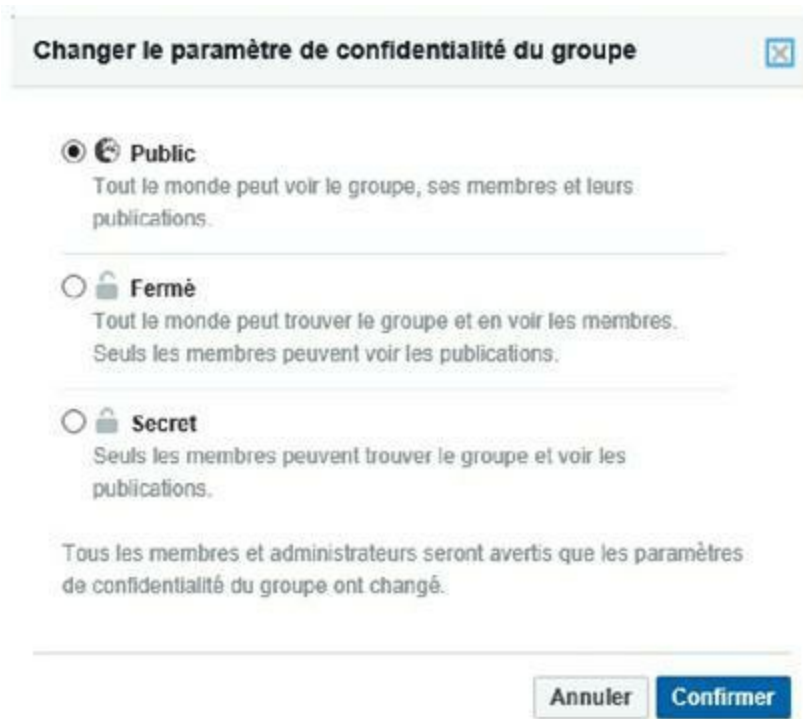 Changer le paramètre de confidentialité du groupe
Public
Tout le monde peut voir le groupe, ses membres et leurs
publications.
Fermé
Tout le monde peut trouver le groupe et en voir les membres.
Seuls les membres peuvent voir les publications.
Secret
Seuls les membres peuvent trouver le groupe et voir les
publications.
Tous les membres et administrateurs seront avertis que les paramètres
de confidentialité du groupe ont changé.
Annuler Confirmer